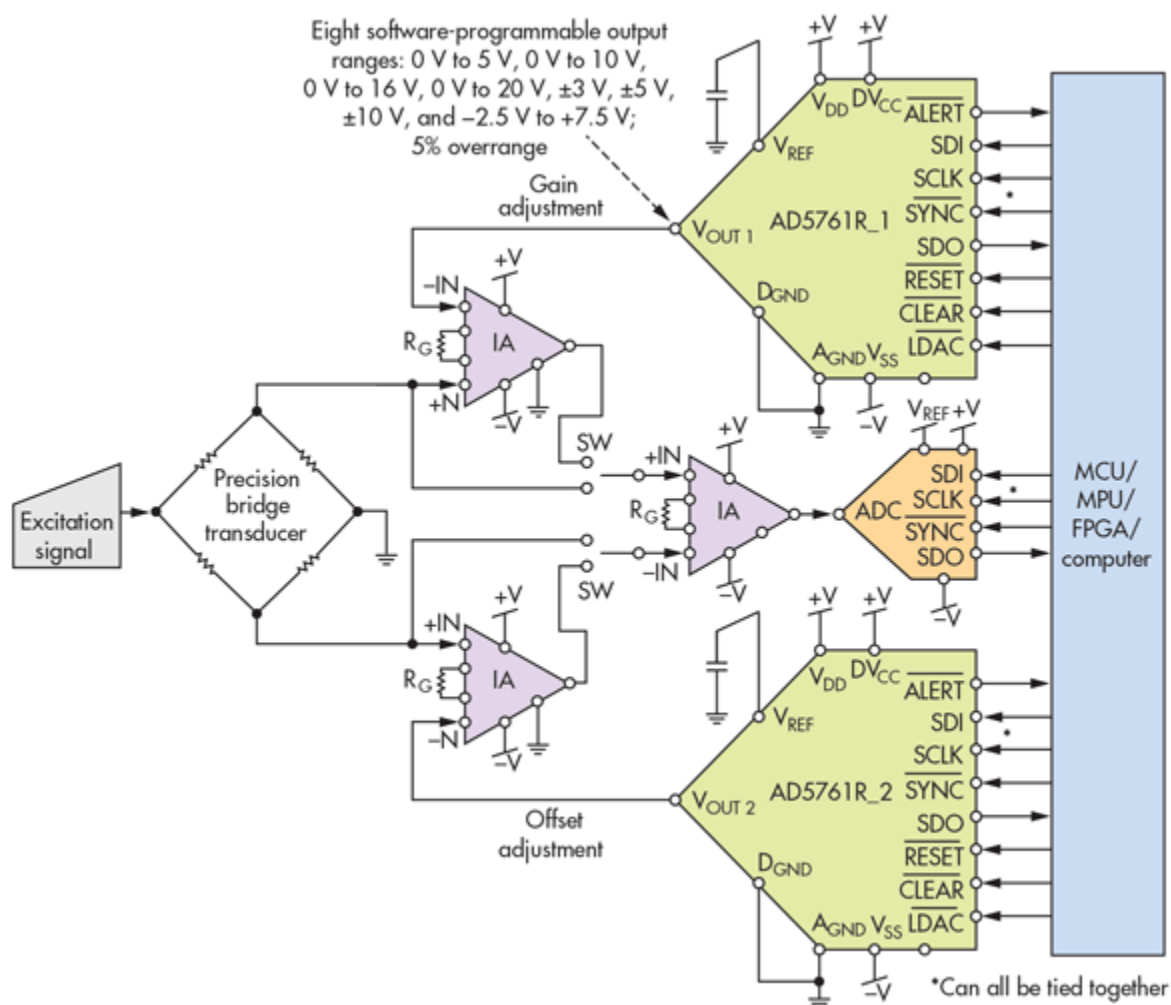 Eight software-programmable output
ranges: 0 V to 5 V, 0 V to 10 V,
0 V to 16 V, 0 V to 20 V, ±3 V, ±5 V,
±10 V, and –2.5 V to +7.5 V;
5% overrange
Gain
adjustment
+V
+V
VDD
DVCC
VREF
VOUT 1
AD5761R_1
DGND
AGND
VSS
–V
ALERT
SDI
SCLK
*
SYNC
SDO
RESET
CLEAR
LDAC
–IN
+V
RG
IA
+N
–V
SW
Excitation
signal
Precision
bridge
transducer
+IN
+V
RG
IA
–IN
–V
SW
VREF
+V
ADC
SDI
SCLK
*
SYNC
SDO
–V
MCU/
MPU/
FPGA/
computer
+IN
+V
RG
IA
–N
–V
Offset
adjustment
+V
+V
VDD
DVCC
VREF
VOUT 2
AD5761R_2
DGND
AGND
VSS
–V
ALERT
SDI
*
SCLK
SYNC
SDO
RESET
CLEAR
LDAC
*Can all be tied together